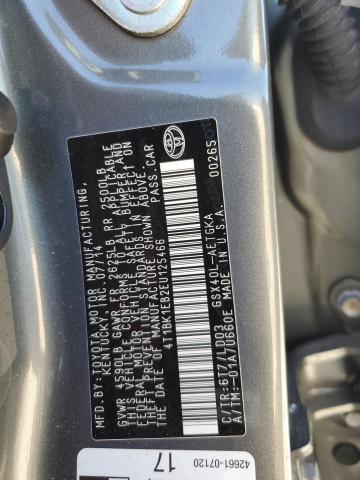 MFD.BY:TOYOTA MOTOR MANUFACTURING,
KENTUCKY, INC. 07/14
GVWR 4590LB GAWR FR 2625LB RR 2500LB
THIS VEHICLE CONFORMS TO ALL APPLICABLE
FEDERAL MOTOR VEHICLE SAFETY, BUMPER, AND
THEFT PREVENTION STANDARDS IN EFFECT ON
THE DATE OF MANUFACTURE SHOWN ABOVE.
4T1BK1EB2EU125466 PASS.CAR
00265
C/TR:6T7/LD03 GSX40L-AETGKA
A/TM:-01A/U660E MADE IN U.S.A.
42661-07120
17